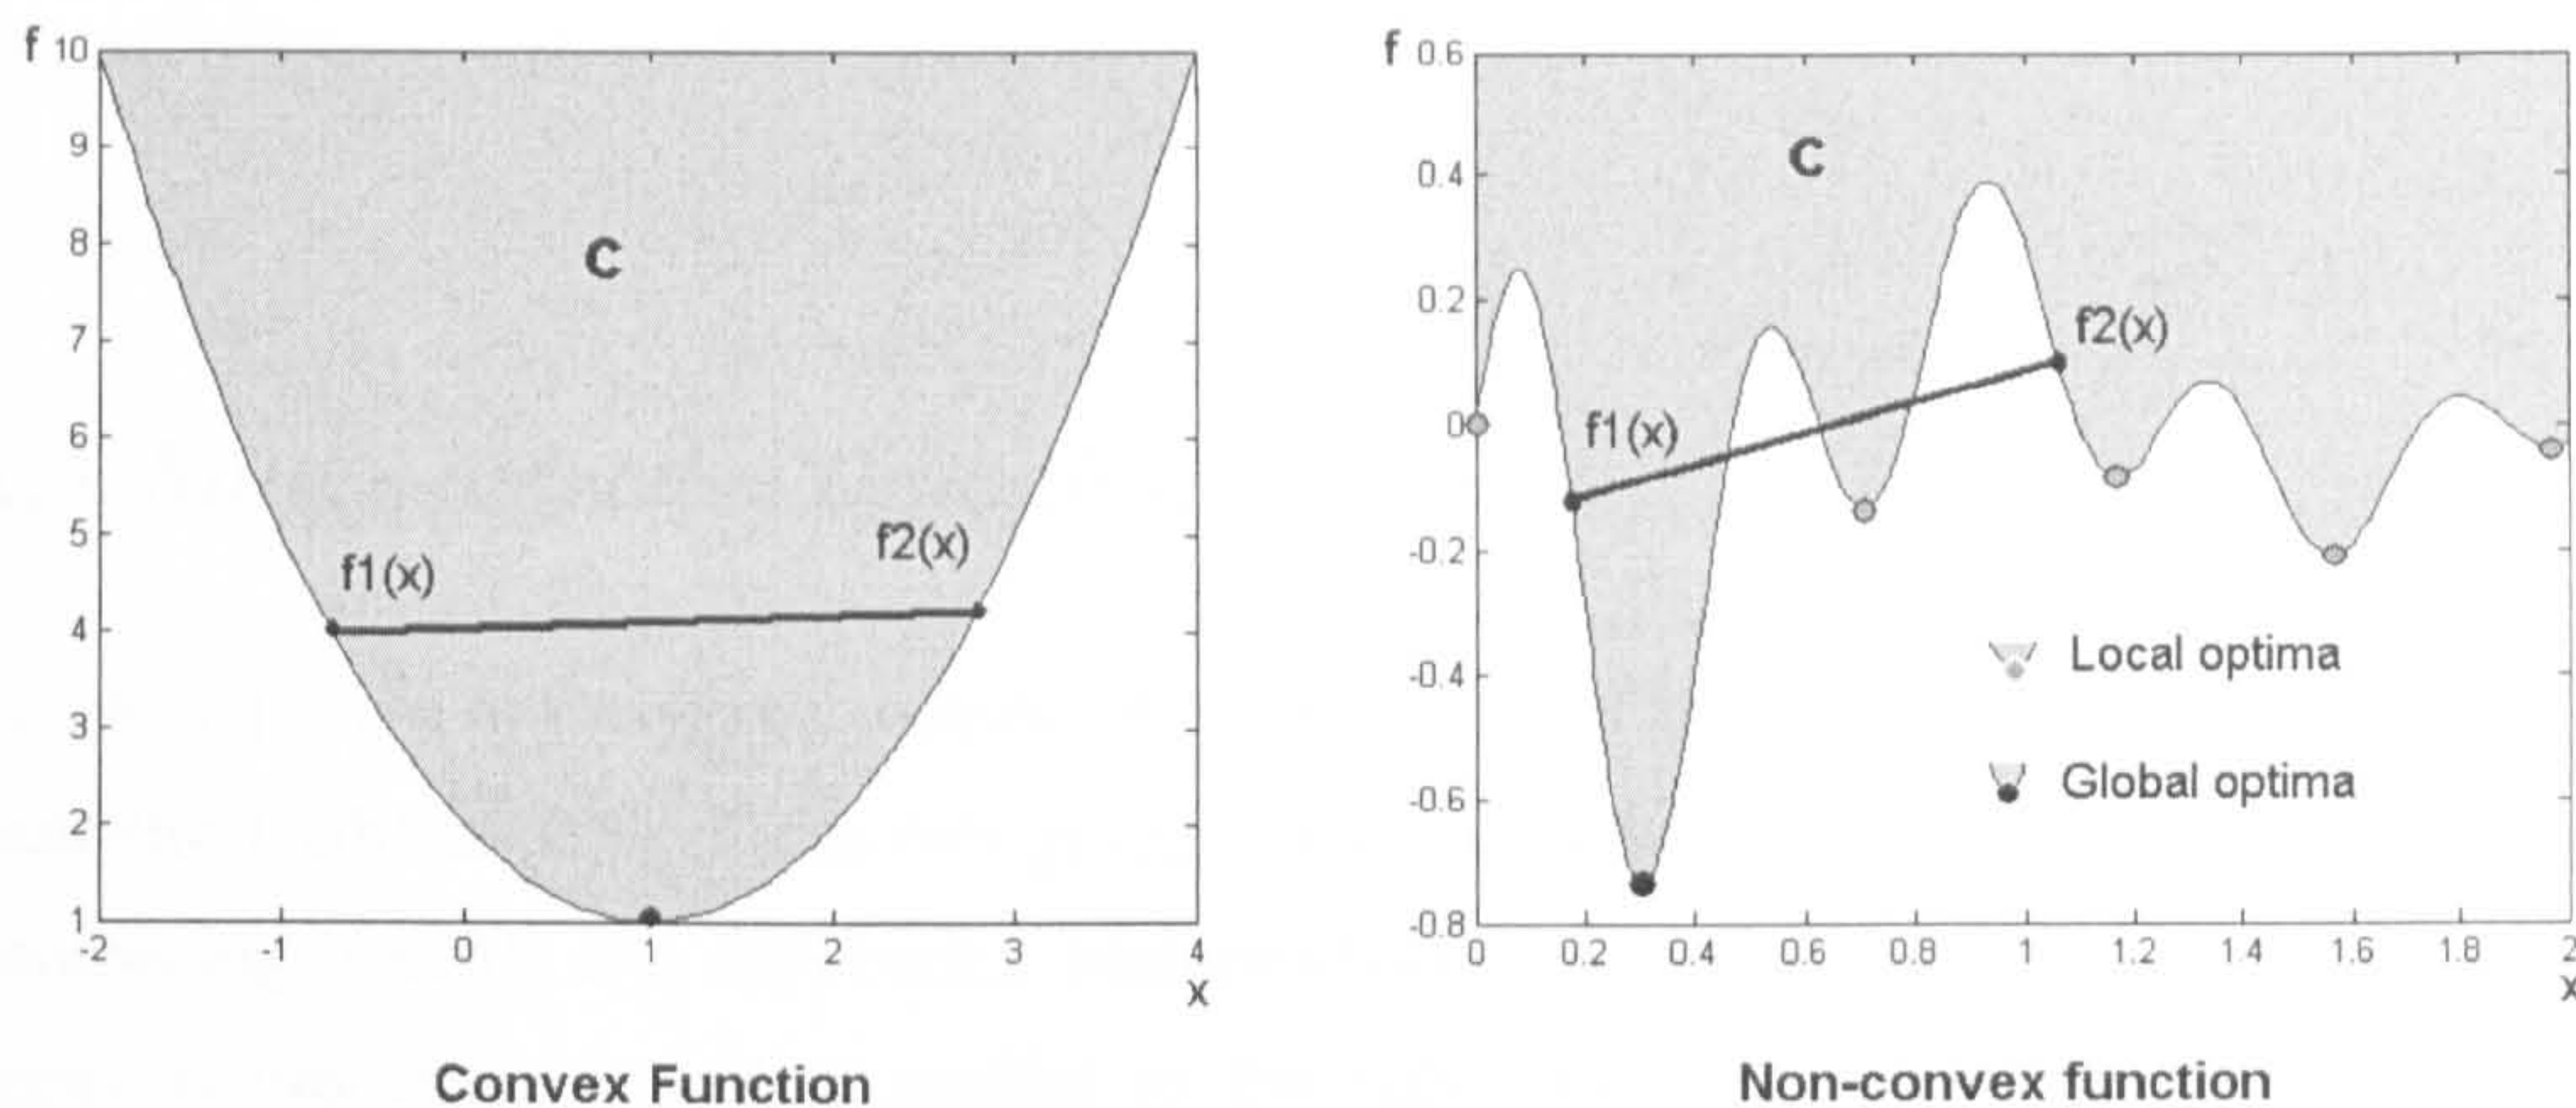 f
10
9
8
7
6
5
4
3
2
1
-2 -1 0 1 2 3 4
x
C
f1(x)
f2(x)
Convex Function
f
0.6
0.4
0.2
0
-0.2
-0.4
-0.6
-0.8
0 0.2 0.4 0.6 0.8 1 1.2 1.4 1.6 1.8 2
x
C
f1(x)
f2(x)
Local optima
Global optima
Non-convex function